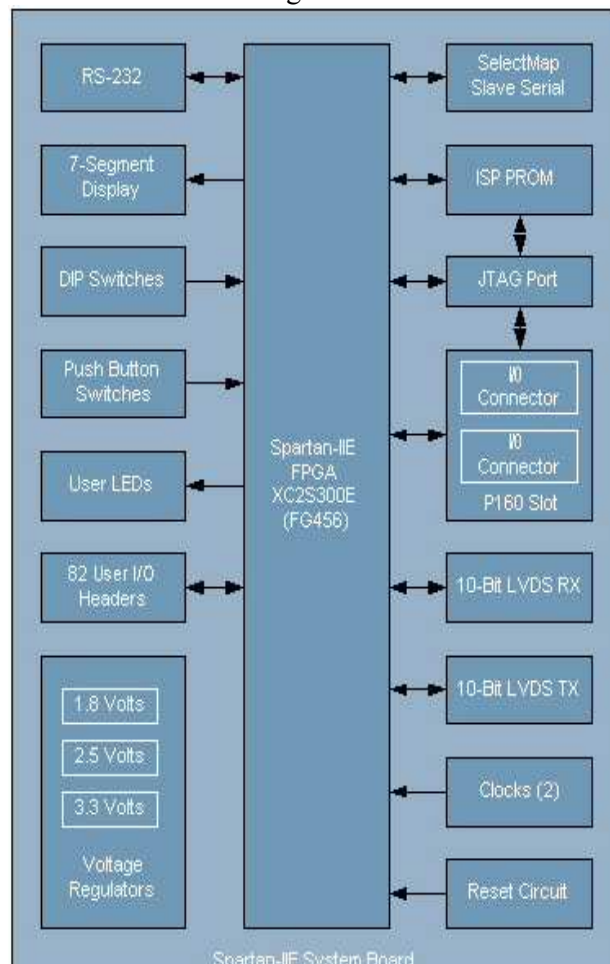 RS-232
7-Segment
Display
DIP Switches
Push Button
Switches
User LEDs
82 User I/O
Headers
1.8 Volts
2.5 Volts
3.3 Volts
Voltage
Regulators
Spartan-IIE
FPGA
XC2S300E
(FG456)
SelectMap
Slave Serial
ISP PROM
JTAG Port
I/O
Connector
I/O
Connector
P160 Slot
10-Bit LVDS RX
10-Bit LVDS TX
Clocks (2)
Reset Circuit
Spartan-IIE System Board